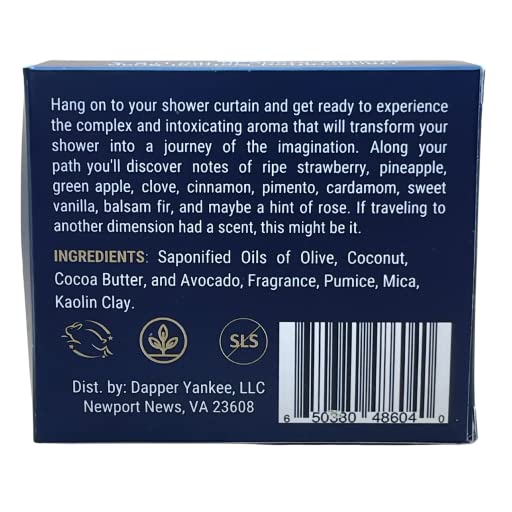 Hang on to your shower curtain and get ready to experience
the complex and intoxicating aroma that will transform your
shower into a journey of the imagination. Along your
path you'll discover notes of ripe strawberry, pineapple,
green apple, clove, cinnamon, pimento, cardamom, sweet
vanilla, balsam fir, and maybe a hint of rose. If traveling to
another dimension had a scent, this might be it.
INGREDIENTS: Saponified Oils of Olive, Coconut,
Cocoa Butter, and Avocado, Fragrance, Pumice, Mica,
Kaolin Clay.
SLS
Dist. by: Dapper Yankee, LLC
Newport News, VA 23608
6 50380 48604 0